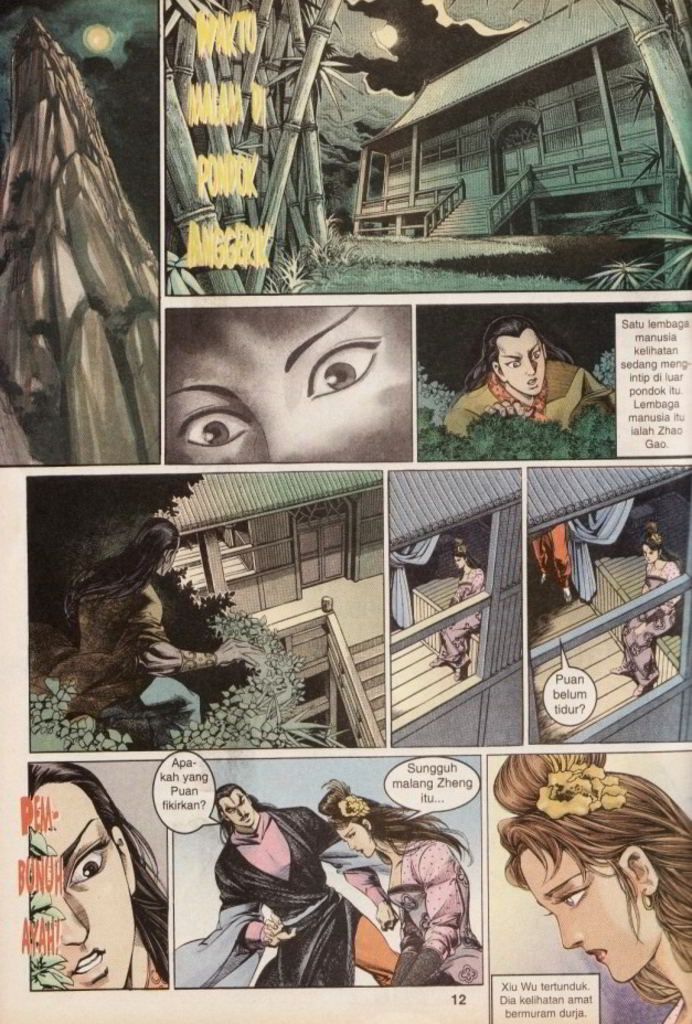 WAKTU
MALAM DI
PONDOK
ANGGERIK
Satu lembaga
manusia
kelihatan
sedang meng-
intip di luar
pondok itu.
Lembaga
manusia itu
ialah Zhao
Gao.
Puan
belum
tidur?
PEM-
BUNUH
AYAH!
Apa-
kah yang
Puan
fikirkan?
Sungguh
malang Zheng
itu...
Xiu Wu tertunduk.
Dia kelihatan amat
bermuram durja.
12